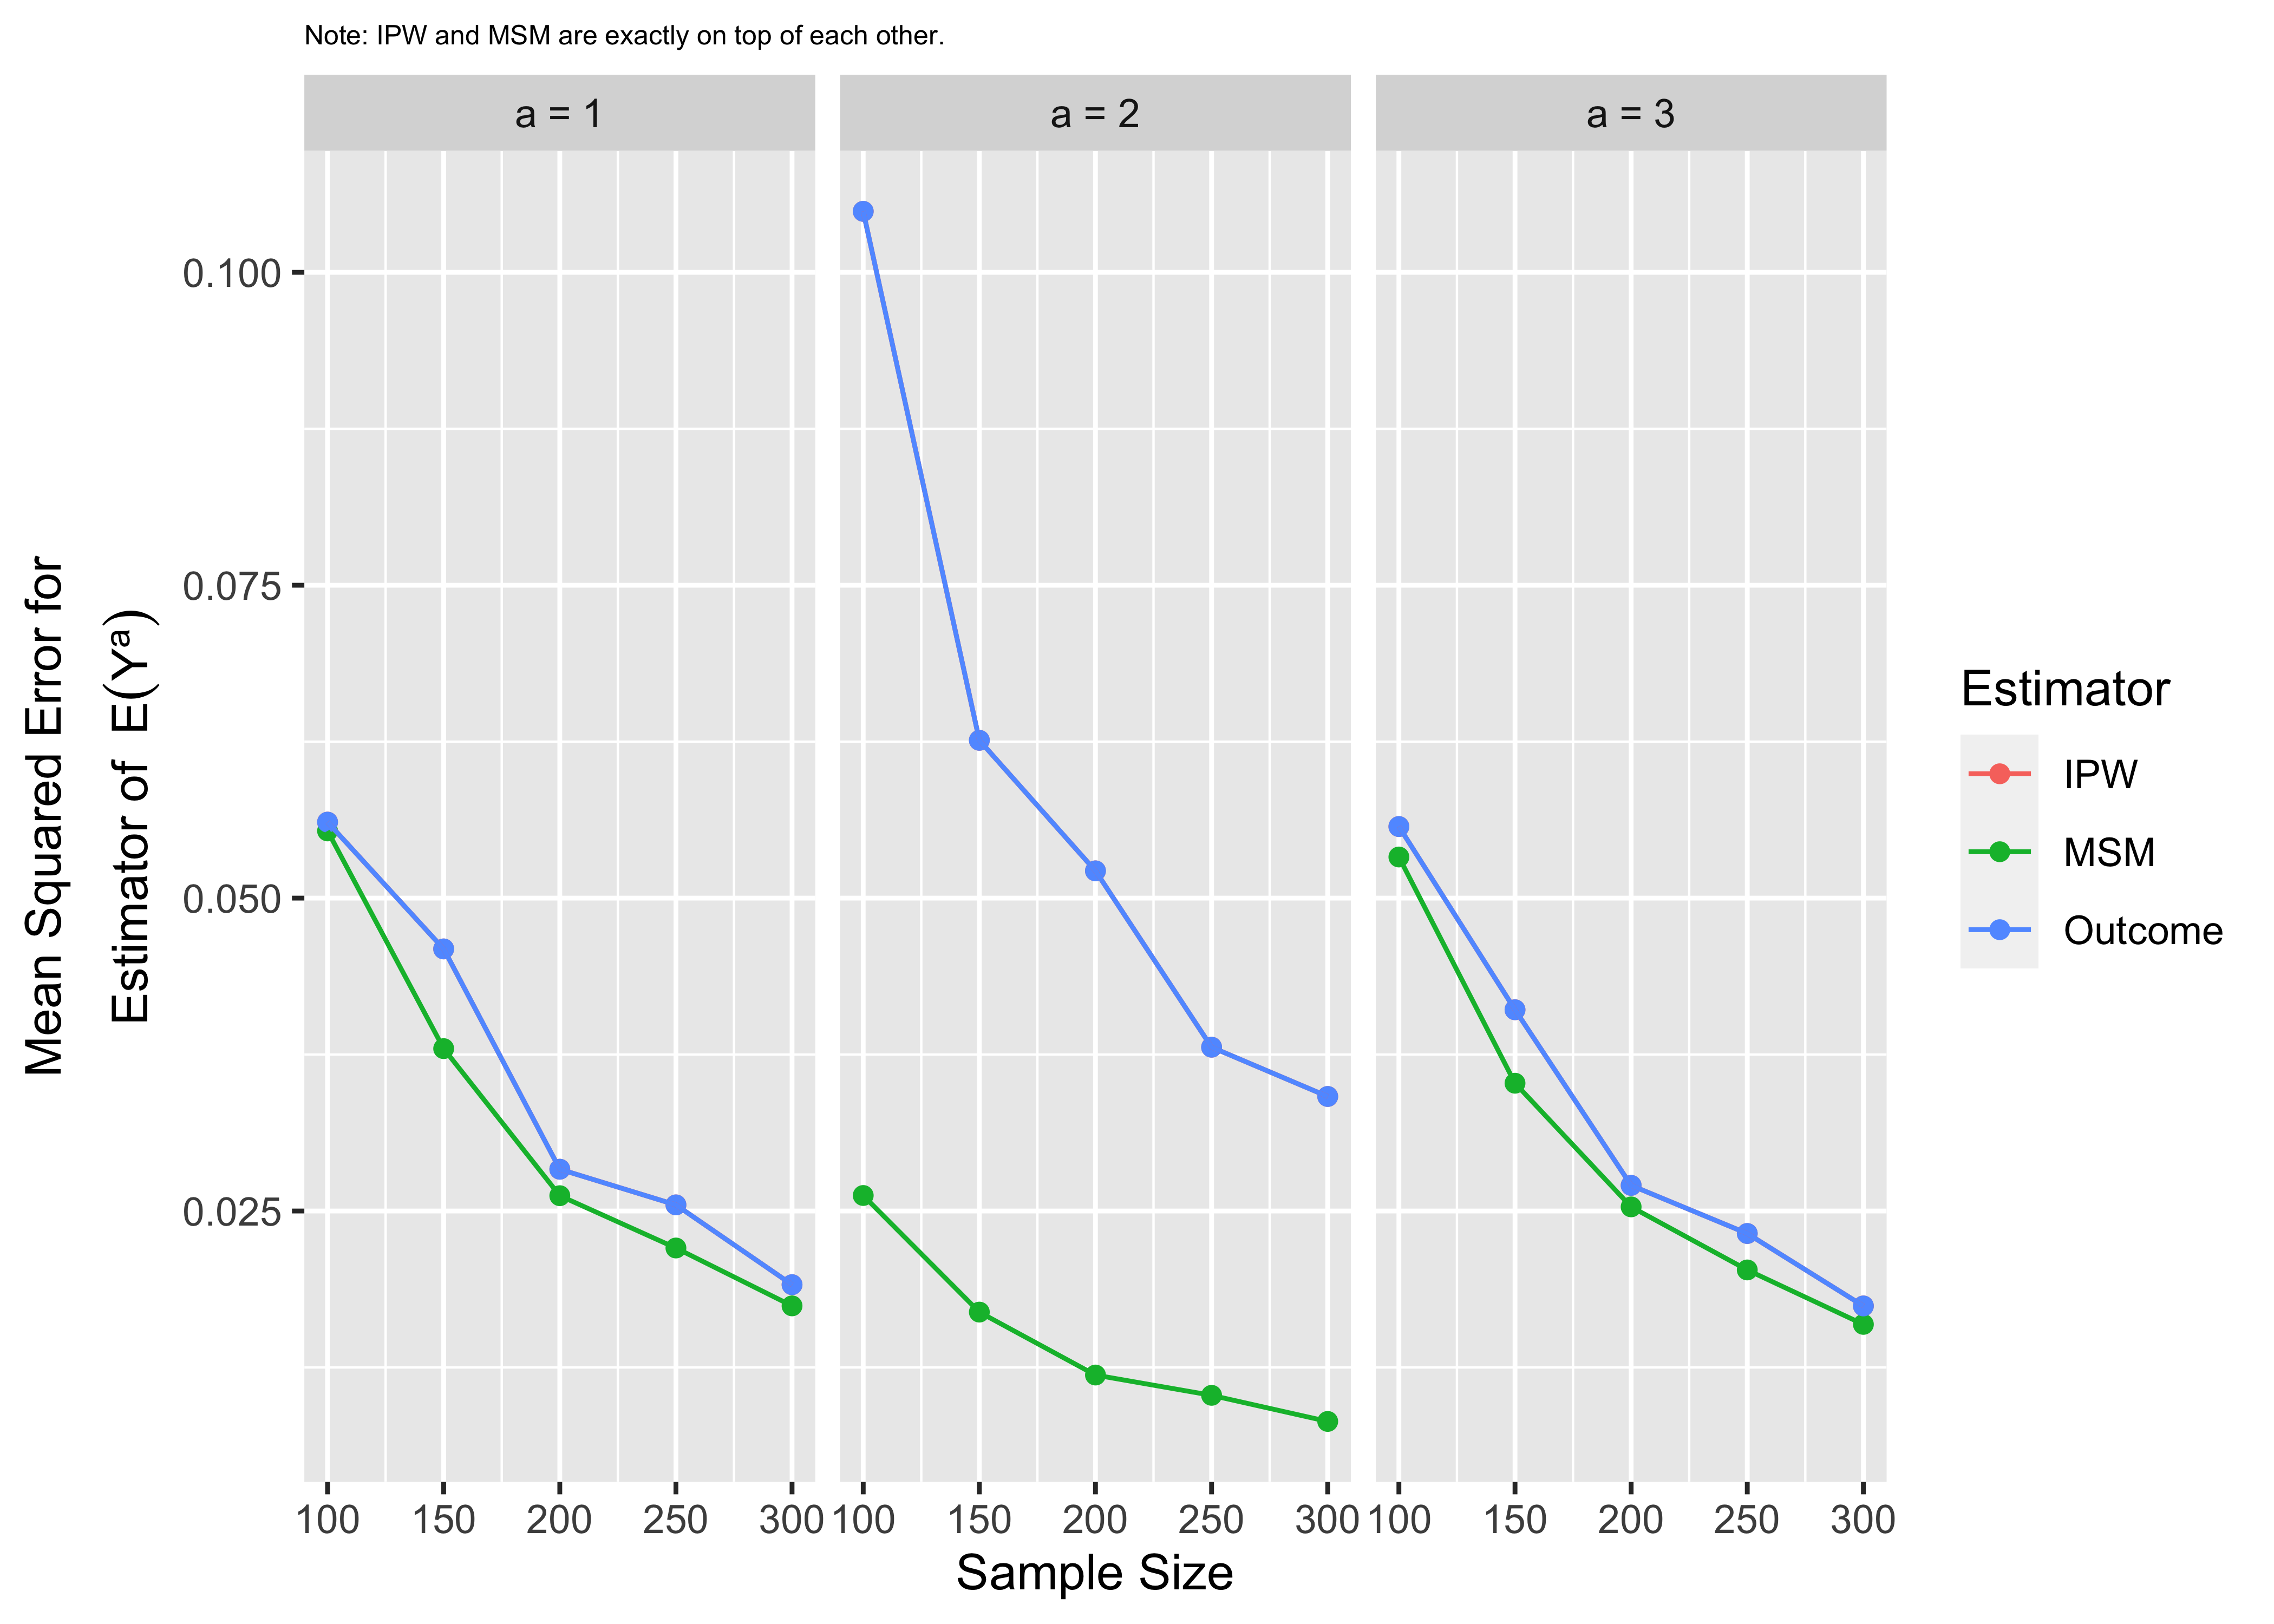 Note: IPW and MSM are exactly on top of each other.
a = 1
a = 2
a = 3
Mean Squared Error for
Estimator of E(Yᵃ)
0.100
0.075
0.050
0.025
100 150 200 250 300
100 150 200 250 300
100 150 200 250 300
Sample Size
Estimator
IPW
MSM
Outcome